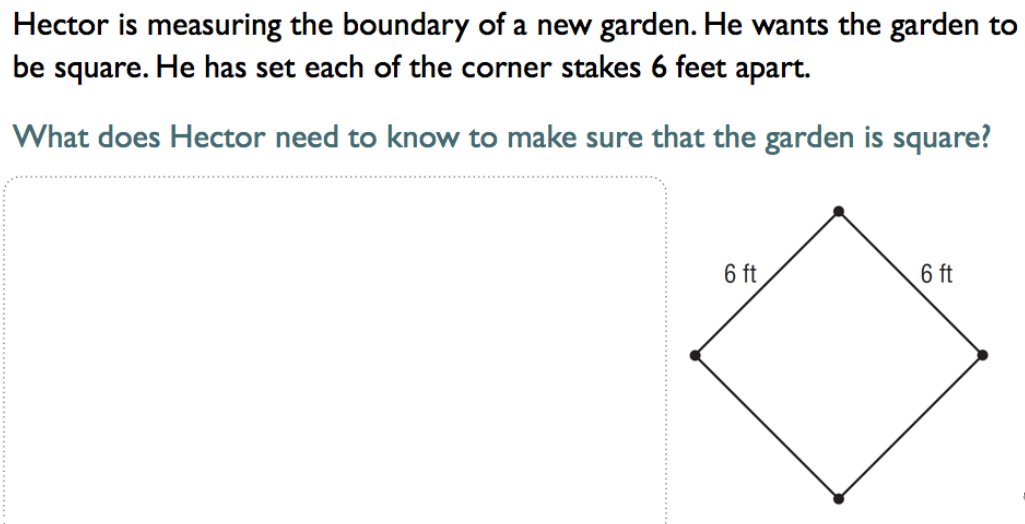 Hector is measuring the boundary of a new garden. He wants the garden to
be square. He has set each of the corner stakes 6 feet apart.
What does Hector need to know to make sure that the garden is square?
6 ft
6 ft